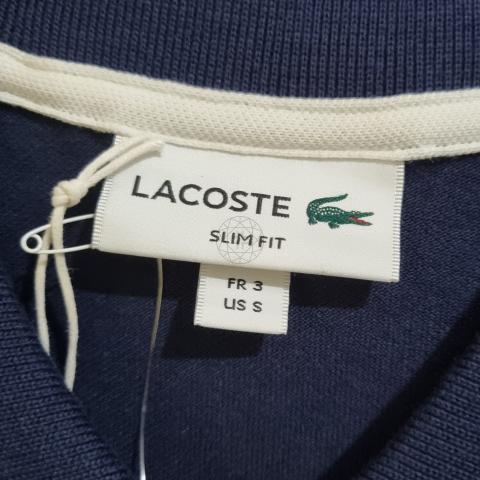 LACOSTE
SLIM FIT
FR 3
US S